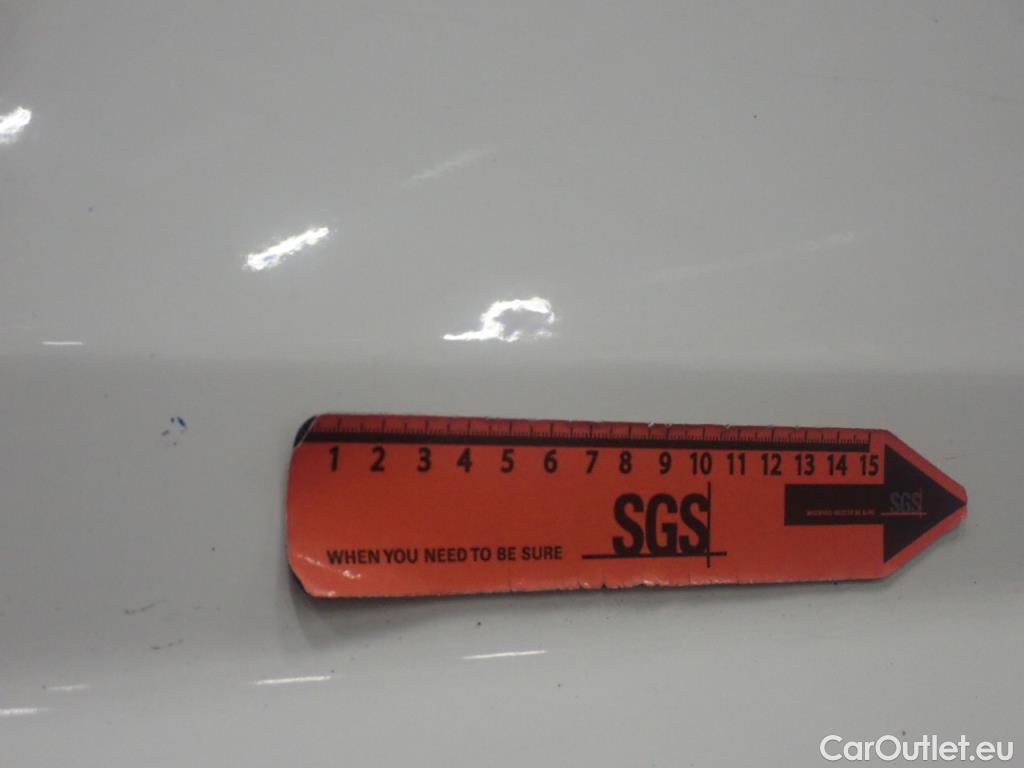 1 2 3 4 5 6 7 8 9 10 11 12 13 14 15
SGS
WHEN YOU NEED TO BE SURE
SGS
CarOutlet.eu